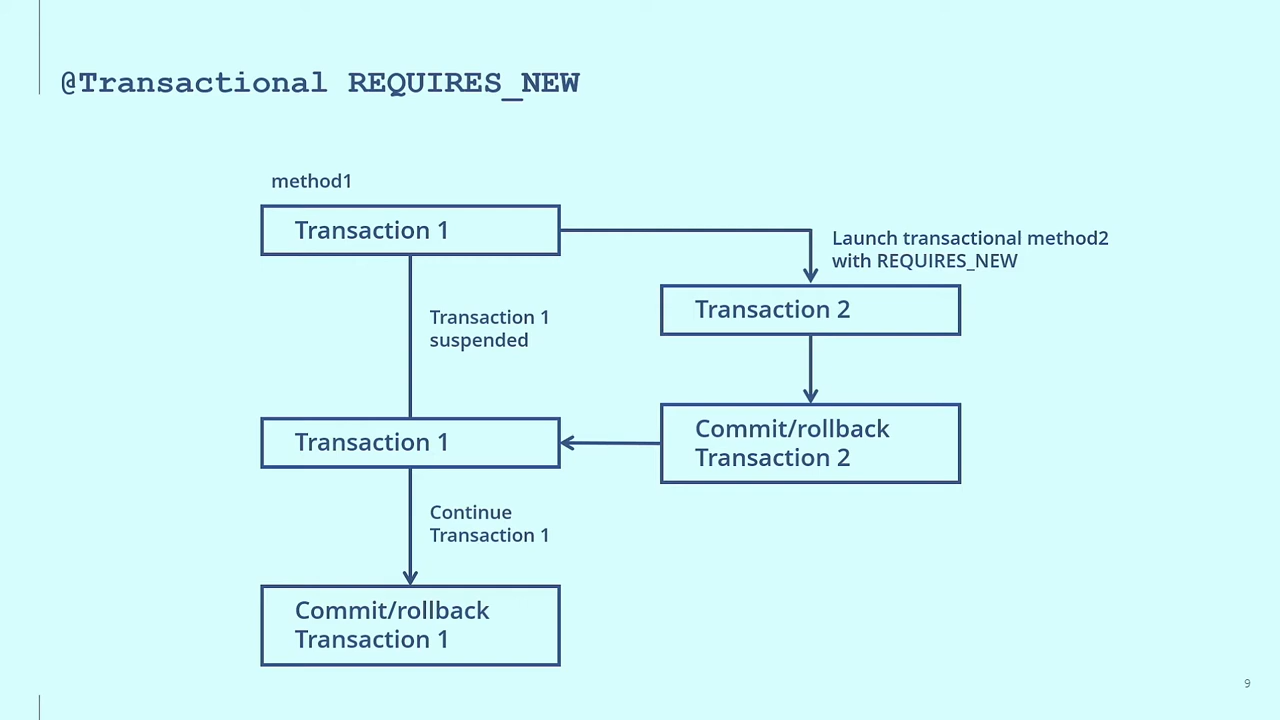 @Transactional REQUIRES_NEW
method1
Transaction 1
Launch transactional method2
with REQUIRES_NEW
Transaction 2
Transaction 1
suspended
Commit/rollback
Transaction 2
Transaction 1
Continue
Transaction 1
Commit/rollback
Transaction 1
9